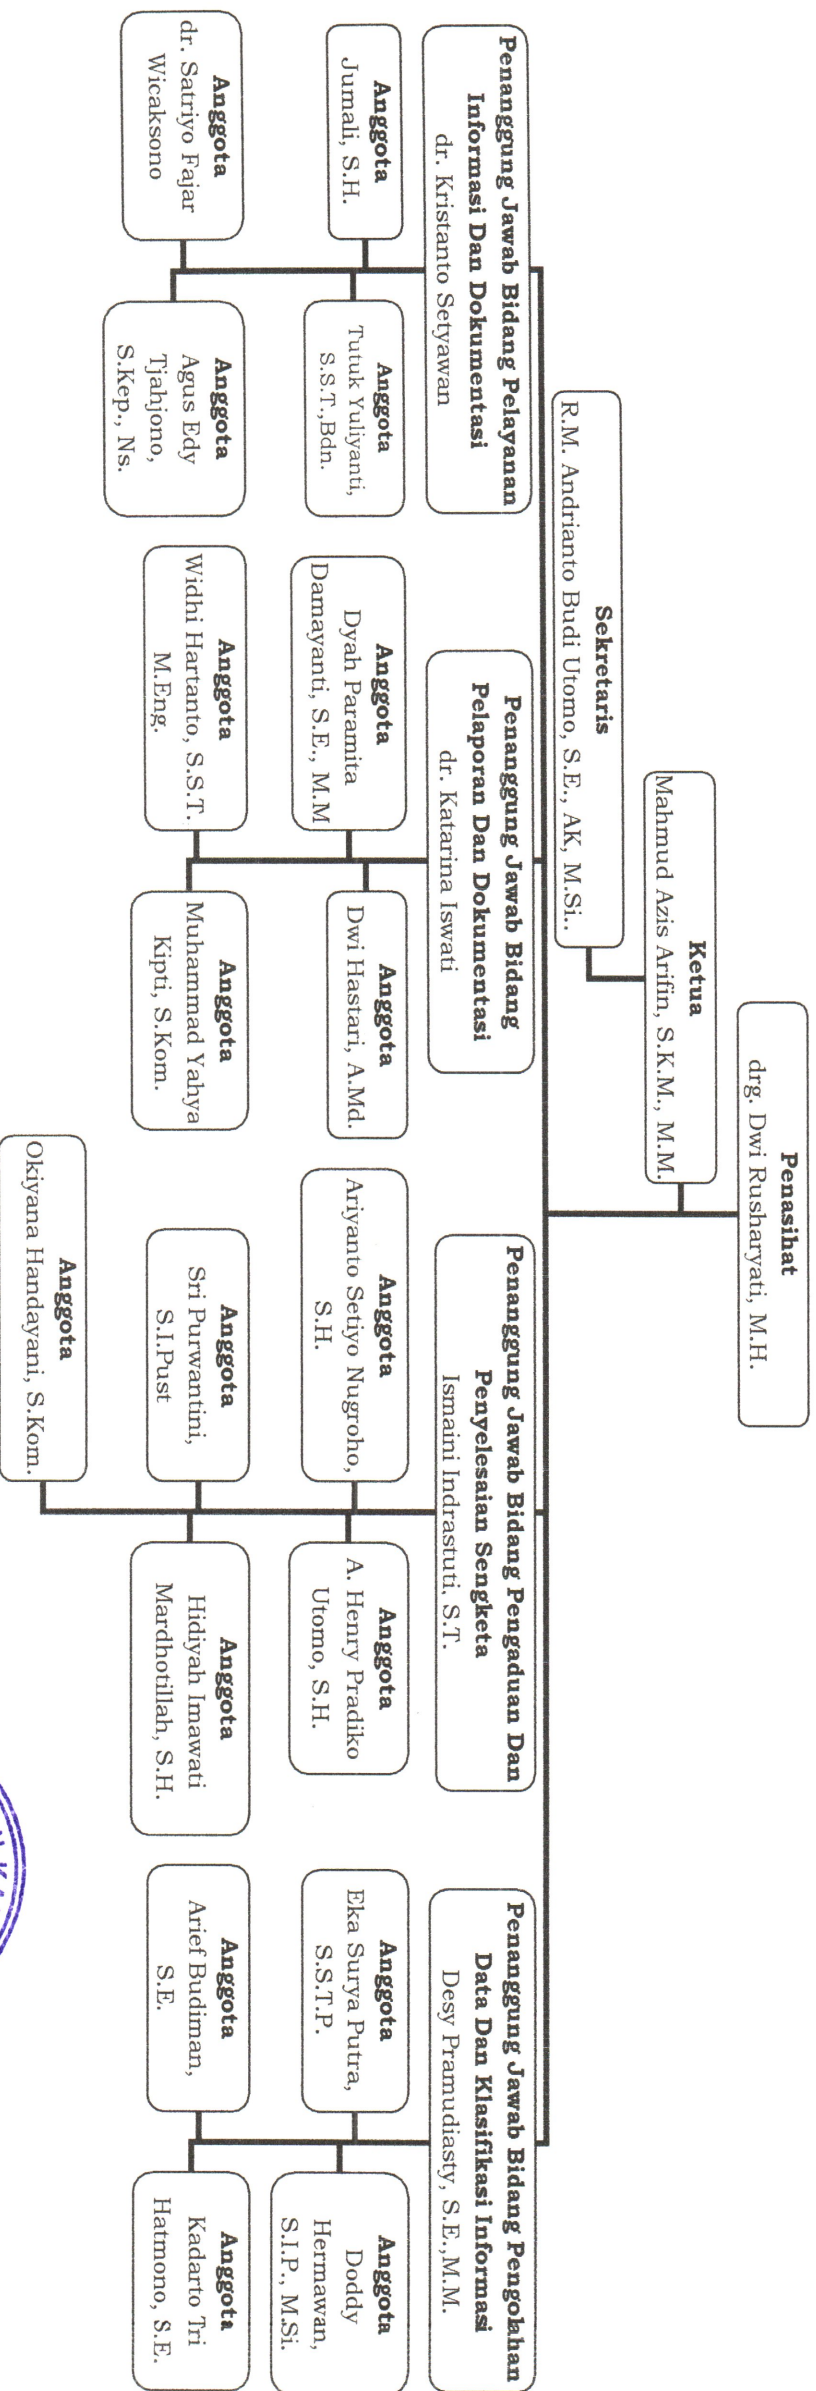 Penasihat
drg. Dwi Rusharyati, M.H.
Ketua
Mahmud Azis Arifin, S.K.M., M.M.
Sekretaris
R.M. Andrianto Budi Utomo, S.E., AK, M.Si..
Penanggung Jawab Bidang Pelayanan
Informasi Dan Dokumentasi
dr. Kristanto Setyawan
Anggota
Jumali, S.H.
Anggota
Tutuk Yuliyanti,
S.S.T.,Bdn.
Anggota
dr. Satriyo Fajar
Wicaksono
Anggota
Agus Edy
Tjahjono,
S.Kep., Ns.
Penanggung Jawab Bidang
Pelaporan Dan Dokumentasi
dr. Katarina Iswati
Anggota
Dyah Paramita
Damayanti, S.E., M.M
Anggota
Dwi Hastari, A.Md.
Anggota
Widhi Hartanto, S.S.T.
M.Eng.
Anggota
Muhammad Yahya
Kipti, S.Kom.
Penanggung Jawab Bidang Pengaduan Dan
Penyelesaian Sengketa
Ismaini Indrastuti, S.T.
Anggota
Ariyanto Setiyo Nugroho,
S.H.
Anggota
A. Henry Pradiko
Utomo, S.H.
Anggota
Sri Purwantini,
S.I.Pust
Anggota
Hidiyah Imawati
Mardhotillah, S.H.
Anggota
Okiyana Handayani, S.Kom.
Penanggung Jawab Bidang Pengolahan
Data Dan Klasifikasi Informasi
Desy Pramudiasty, S.E.,M.M.
Anggota
Eka Surya Putra,
S.S.T.P.
Anggota
Doddy
Hermawan,
S.I.P., M.Si.
Anggota
Arief Budiman,
S.E.
Anggota
Kadarto Tri
Hatmono, S.E.